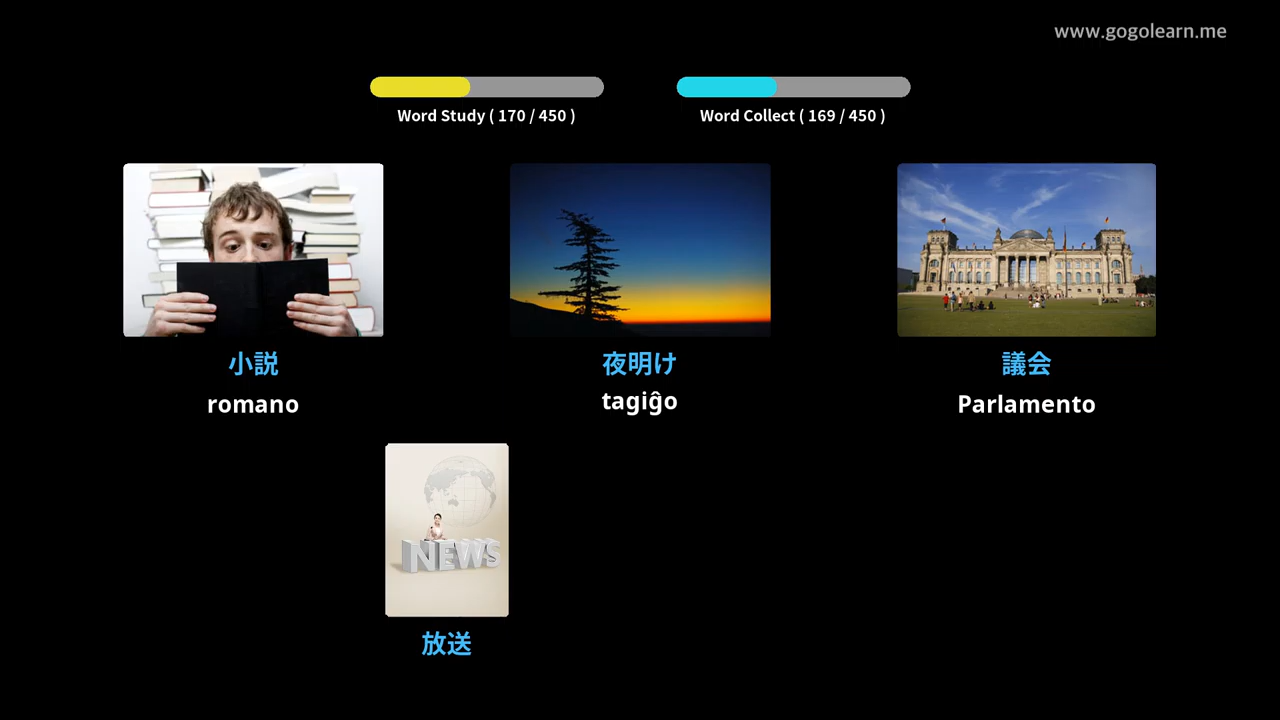 www.gogolearn.me
Word Study ( 170 / 450 )
Word Collect ( 169 / 450 )
小説
夜明け
議会
romano
tagiĝo
Parlamento
NEWS
放送